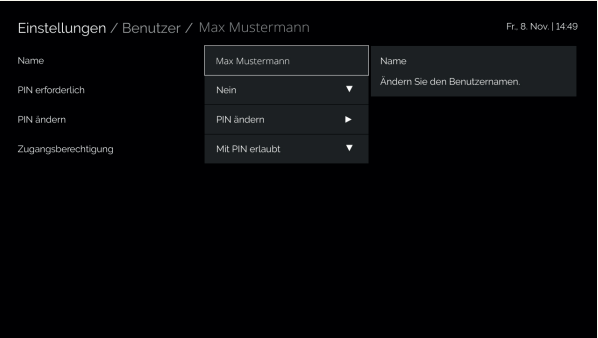 Einstellungen / Benutzer / Max Mustermann
Fr., 8. Nov. | 14:49
Name
Max Mustermann
Name
Ändern Sie den Benutzernamen.
PIN erforderlich
Nein
PIN ändern
PIN ändern
Zugangsberechtigung
Mit PIN erlaubt